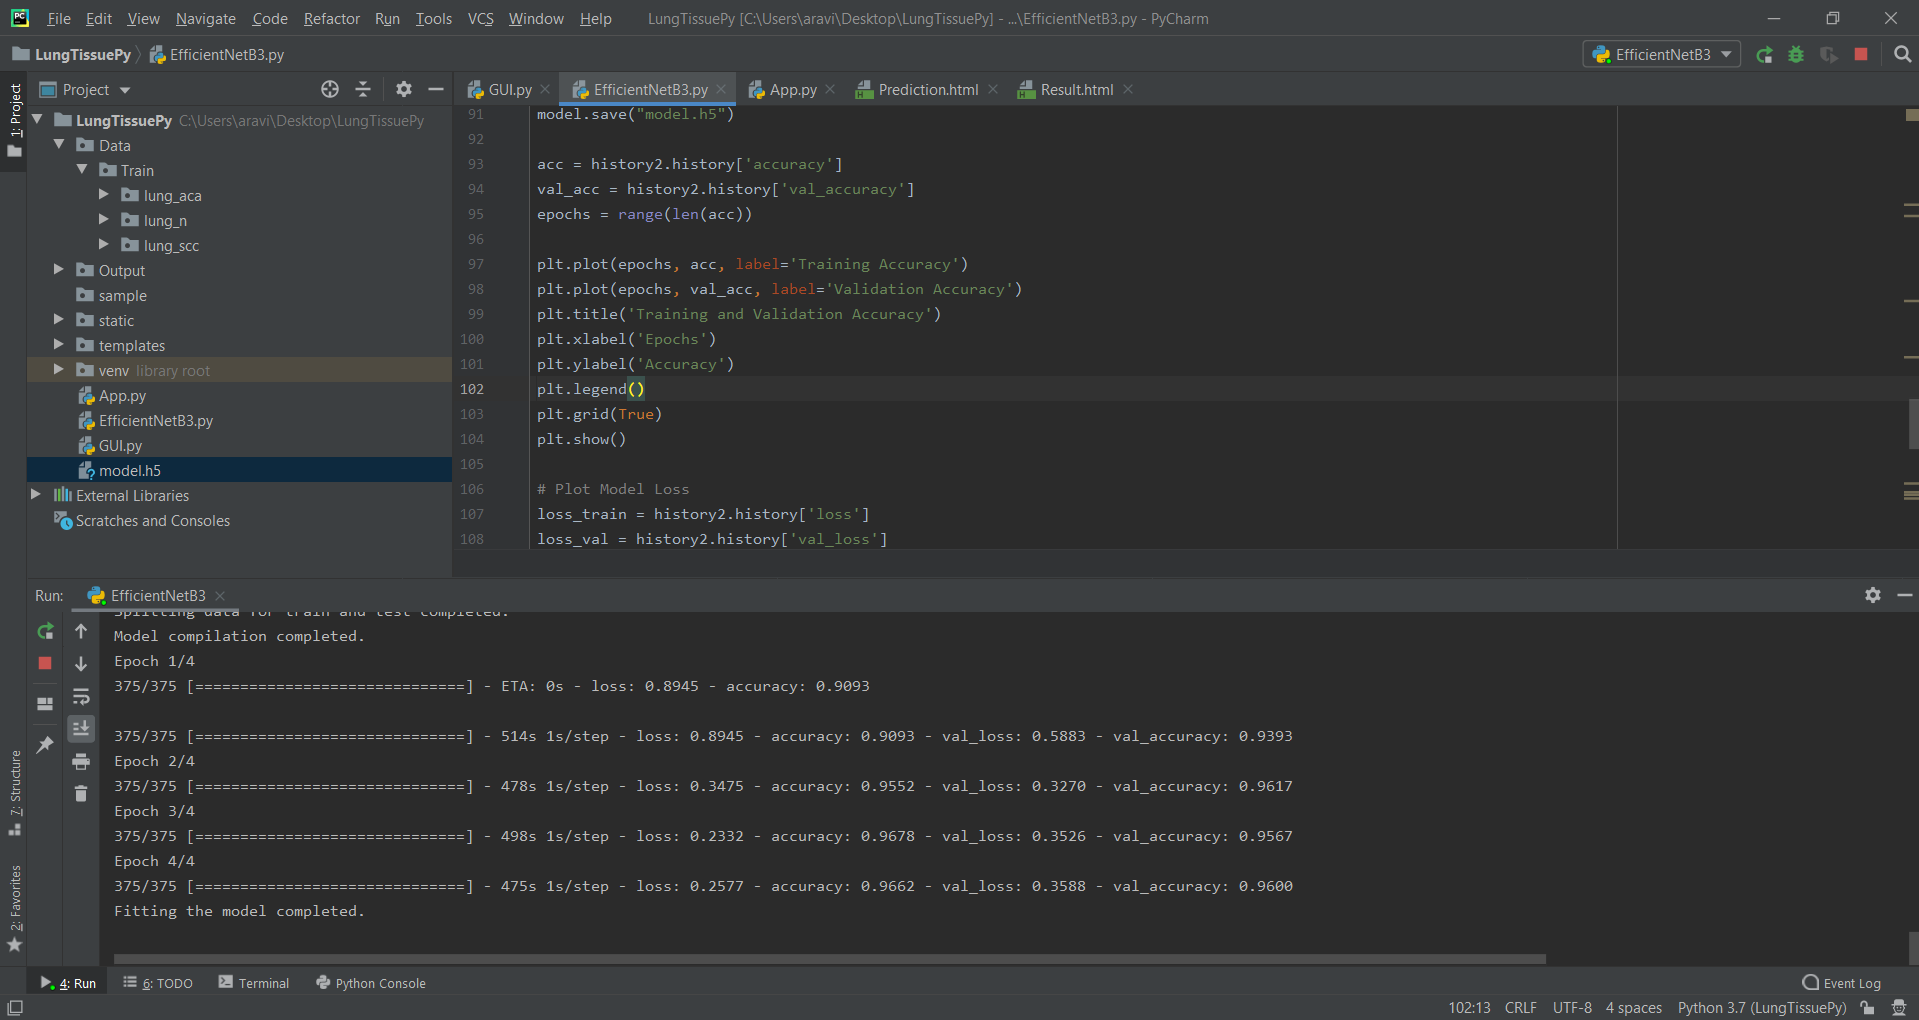 PC File Edit View Navigate Code Refactor Run Tools VCS Window Help LungTissuePy [C:\Users\aravi\Desktop\LungTissuePy] - ...\EfficientNetB3.py - PyCharm
LungTissuePy EfficientNetB3.py EfficientNetB3
1: Project
Project
GUI.py EfficientNetB3.py App.py Prediction.html Result.html
LungTissuePy C:\Users\aravi\Desktop\LungTissuePy
Data
Train
lung_aca
lung_n
lung_scc
Output
sample
static
templates
venv library root
App.py
EfficientNetB3.py
GUI.py
model.h5
External Libraries
Scratches and Consoles
91 model.save("model.h5")
92
93 acc = history2.history['accuracy']
94 val_acc = history2.history['val_accuracy']
95 epochs = range(len(acc))
96
97 plt.plot(epochs, acc, label='Training Accuracy')
98 plt.plot(epochs, val_acc, label='Validation Accuracy')
99 plt.title('Training and Validation Accuracy')
100 plt.xlabel('Epochs')
101 plt.ylabel('Accuracy')
102 plt.legend()
103 plt.grid(True)
104 plt.show()
105
106 # Plot Model Loss
107 loss_train = history2.history['loss']
108 loss_val = history2.history['val_loss']
Run: EfficientNetB3
Splitting data for train and test completed.
Model compilation completed.
Epoch 1/4
375/375 [==============================] - ETA: 0s - loss: 0.8945 - accuracy: 0.9093
375/375 [==============================] - 514s 1s/step - loss: 0.8945 - accuracy: 0.9093 - val_loss: 0.5883 - val_accuracy: 0.9393
Epoch 2/4
375/375 [==============================] - 478s 1s/step - loss: 0.3475 - accuracy: 0.9552 - val_loss: 0.3270 - val_accuracy: 0.9617
Epoch 3/4
375/375 [==============================] - 498s 1s/step - loss: 0.2332 - accuracy: 0.9678 - val_loss: 0.3526 - val_accuracy: 0.9567
Epoch 4/4
375/375 [==============================] - 475s 1s/step - loss: 0.2577 - accuracy: 0.9662 - val_loss: 0.3588 - val_accuracy: 0.9600
Fitting the model completed.
7: Structure
2: Favorites
4: Run 6: TODO Terminal Python Console Event Log
102:13 CRLF UTF-8 4 spaces Python 3.7 (LungTissuePy)